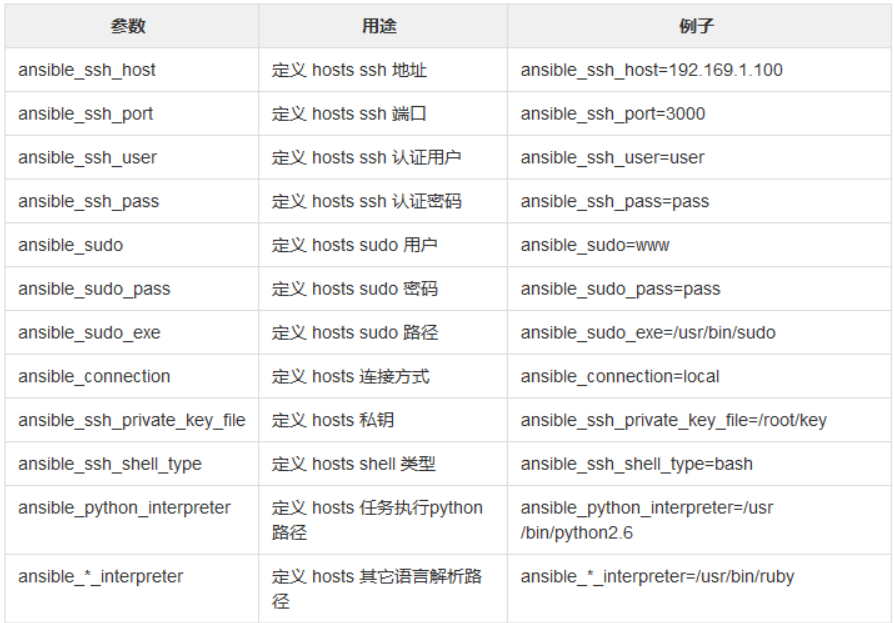 参数 用途 例子
ansible_ssh_host 定义 hosts ssh 地址 ansible_ssh_host=192.169.1.100
ansible_ssh_port 定义 hosts ssh 端口 ansible_ssh_port=3000
ansible_ssh_user 定义 hosts ssh 认证用户 ansible_ssh_user=user
ansible_ssh_pass 定义 hosts ssh 认证密码 ansible_ssh_pass=pass
ansible_sudo 定义 hosts sudo 用户 ansible_sudo=www
ansible_sudo_pass 定义 hosts sudo 密码 ansible_sudo_pass=pass
ansible_sudo_exe 定义 hosts sudo 路径 ansible_sudo_exe=/usr/bin/sudo
ansible_connection 定义 hosts 连接方式 ansible_connection=local
ansible_ssh_private_key_file 定义 hosts 私钥 ansible_ssh_private_key_file=/root/key
ansible_ssh_shell_type 定义 hosts shell 类型 ansible_ssh_shell_type=bash
ansible_python_interpreter 定义 hosts 任务执行python ansible_python_interpreter=/usr
路径 /bin/python2.6
ansible_*_interpreter 定义 hosts 其它语言解析路 ansible_*_interpreter=/usr/bin/ruby
径